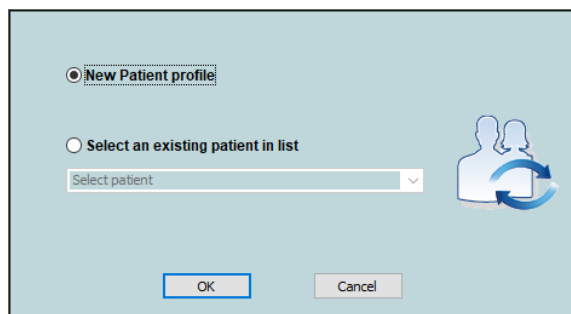 New Patient profile
Select an existing patient in list
Select patient
OK Cancel